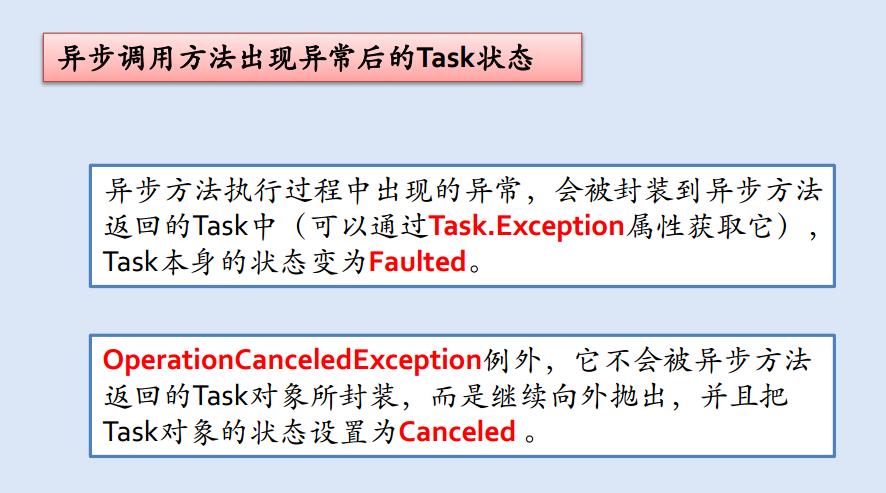 异步调用方法出现异常后的Task状态
异步方法执行过程中出现的异常，会被封装到异步方法
返回的Task中（可以通过Task.Exception属性获取它），
Task本身的状态变为Faulted。
OperationCanceledException例外，它不会被异步方法
返回的Task对象所封装，而是继续向外抛出，并且把
Task对象的状态设置为Canceled 。